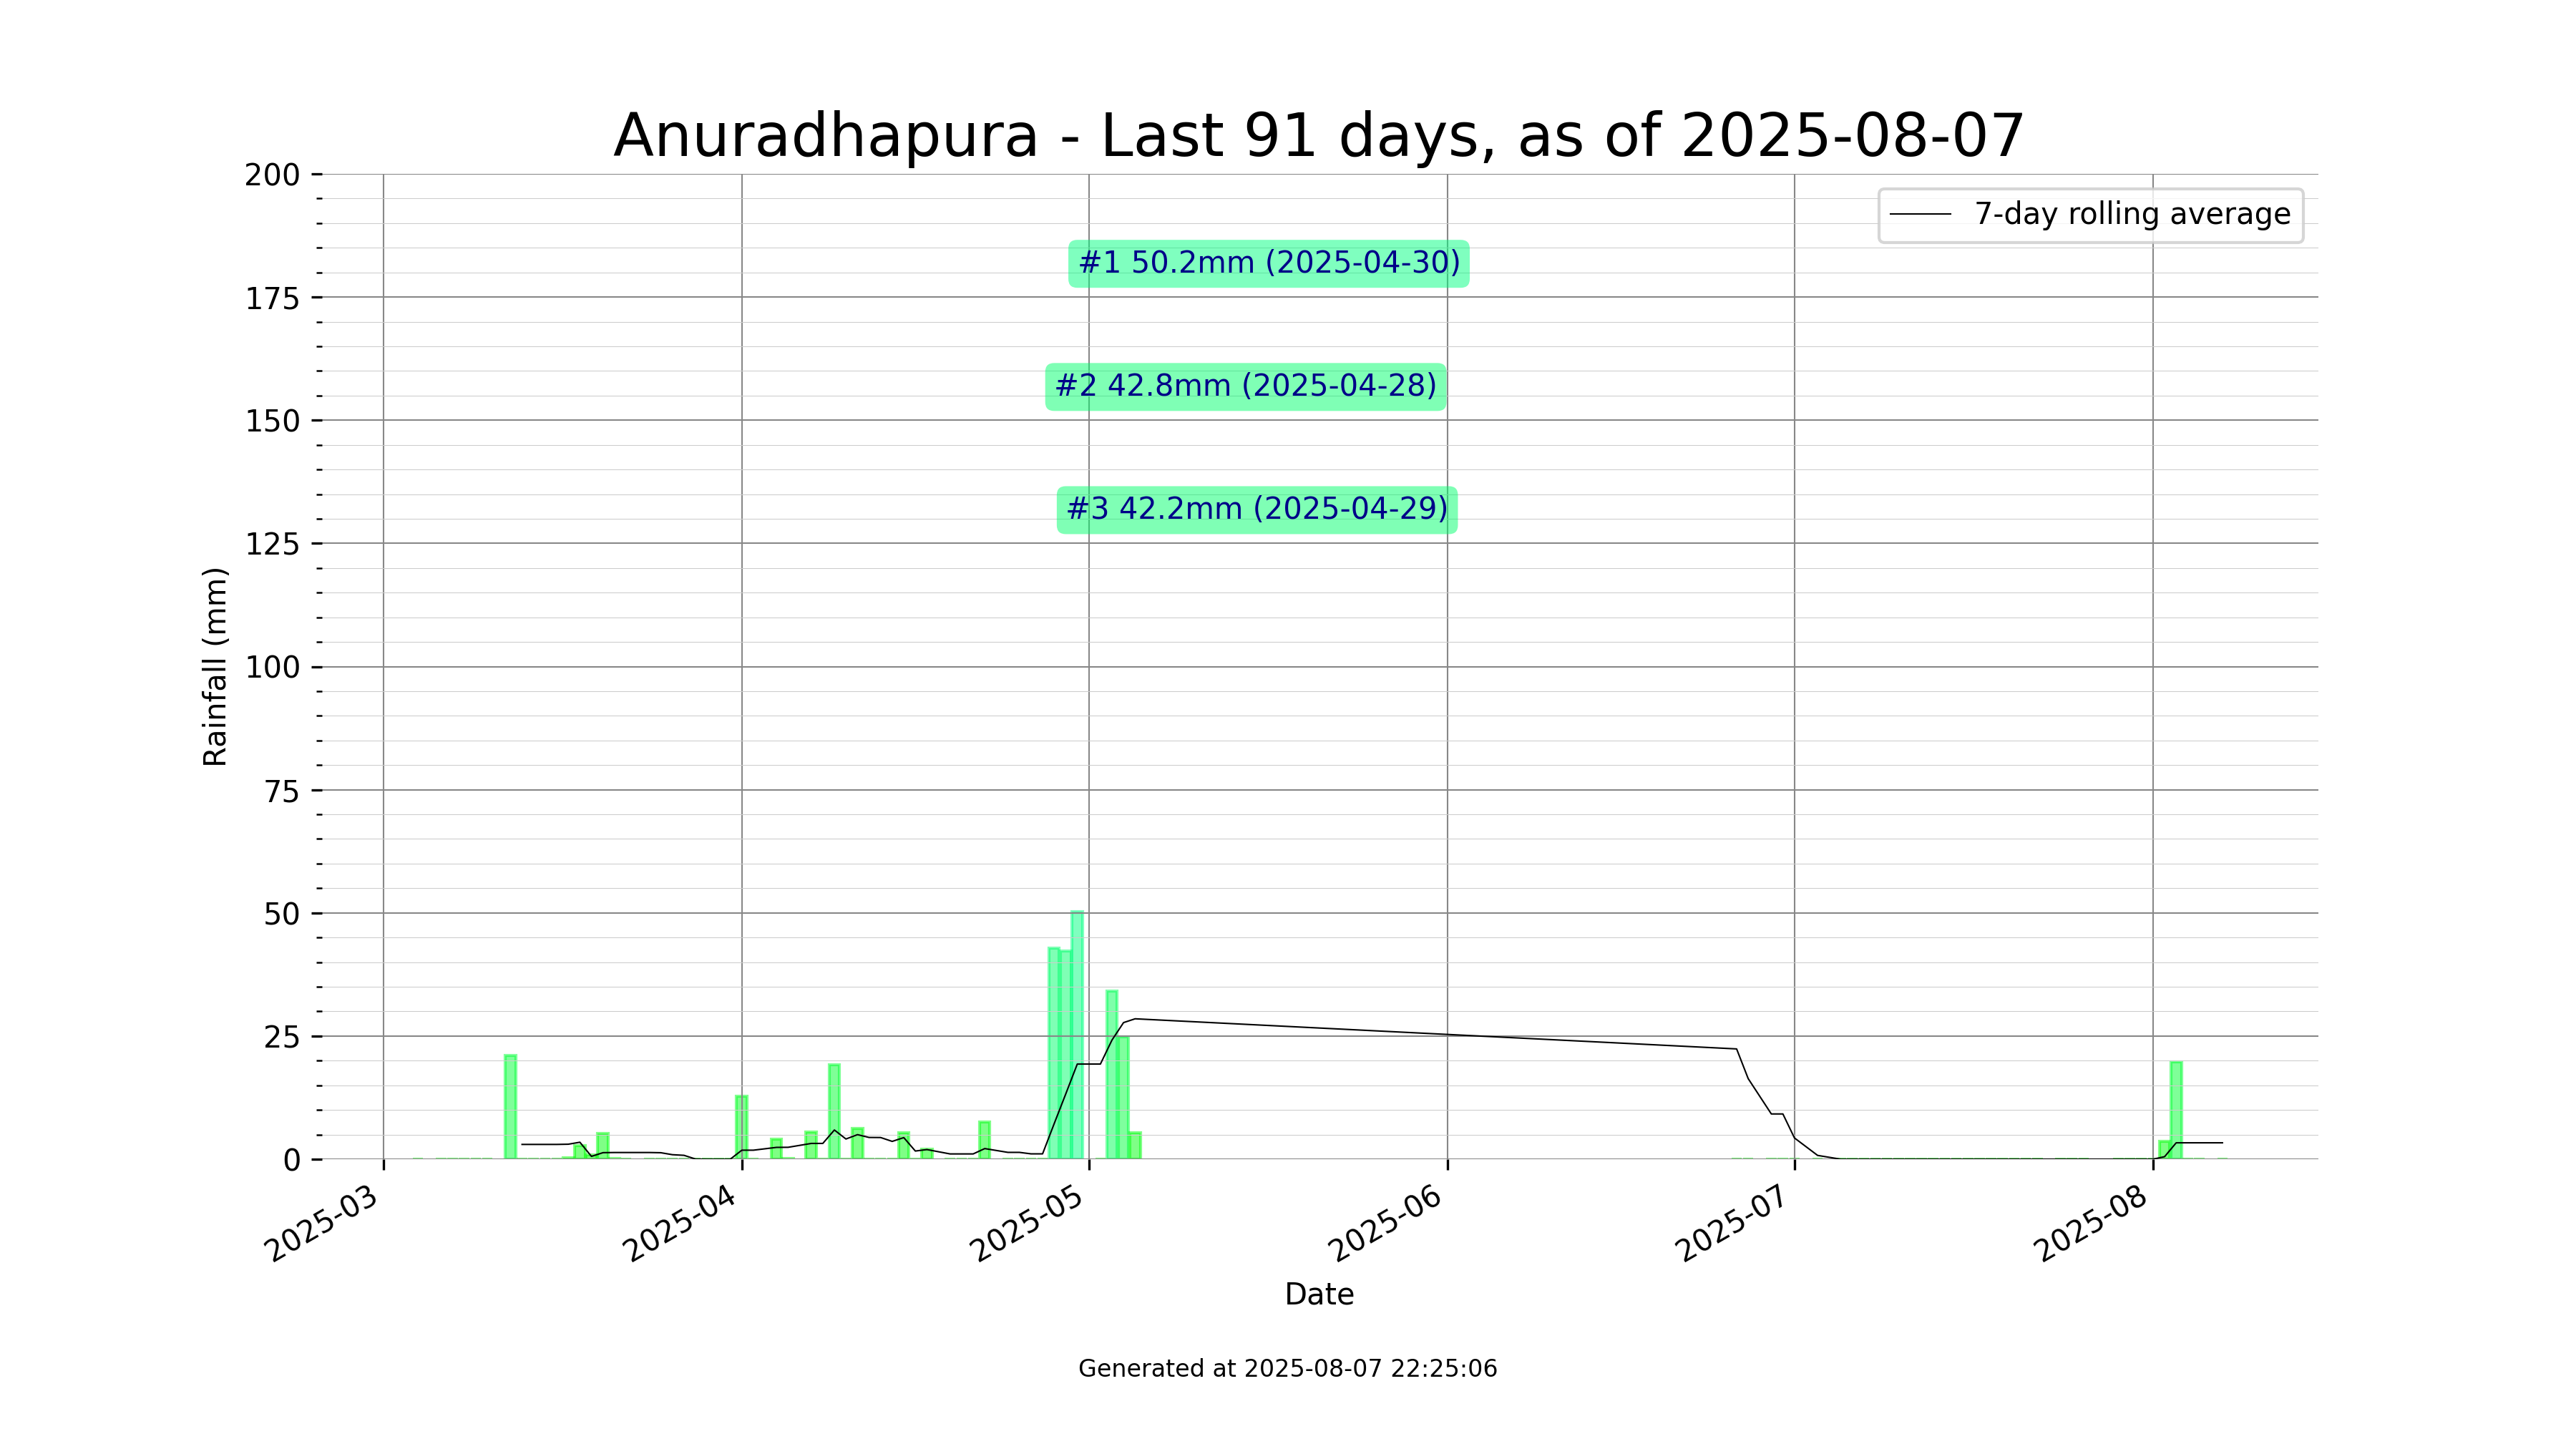 Anuradhapura - Last 91 days, as of 2025-08-07
7-day rolling average
#1 50.2mm (2025-04-30)
#2 42.8mm (2025-04-28)
#3 42.2mm (2025-04-29)
Rainfall (mm)
200
175
150
125
100
75
50
25
0
2025-03
2025-04
2025-05
2025-06
2025-07
2025-08
Date
Generated at 2025-08-07 22:25:06